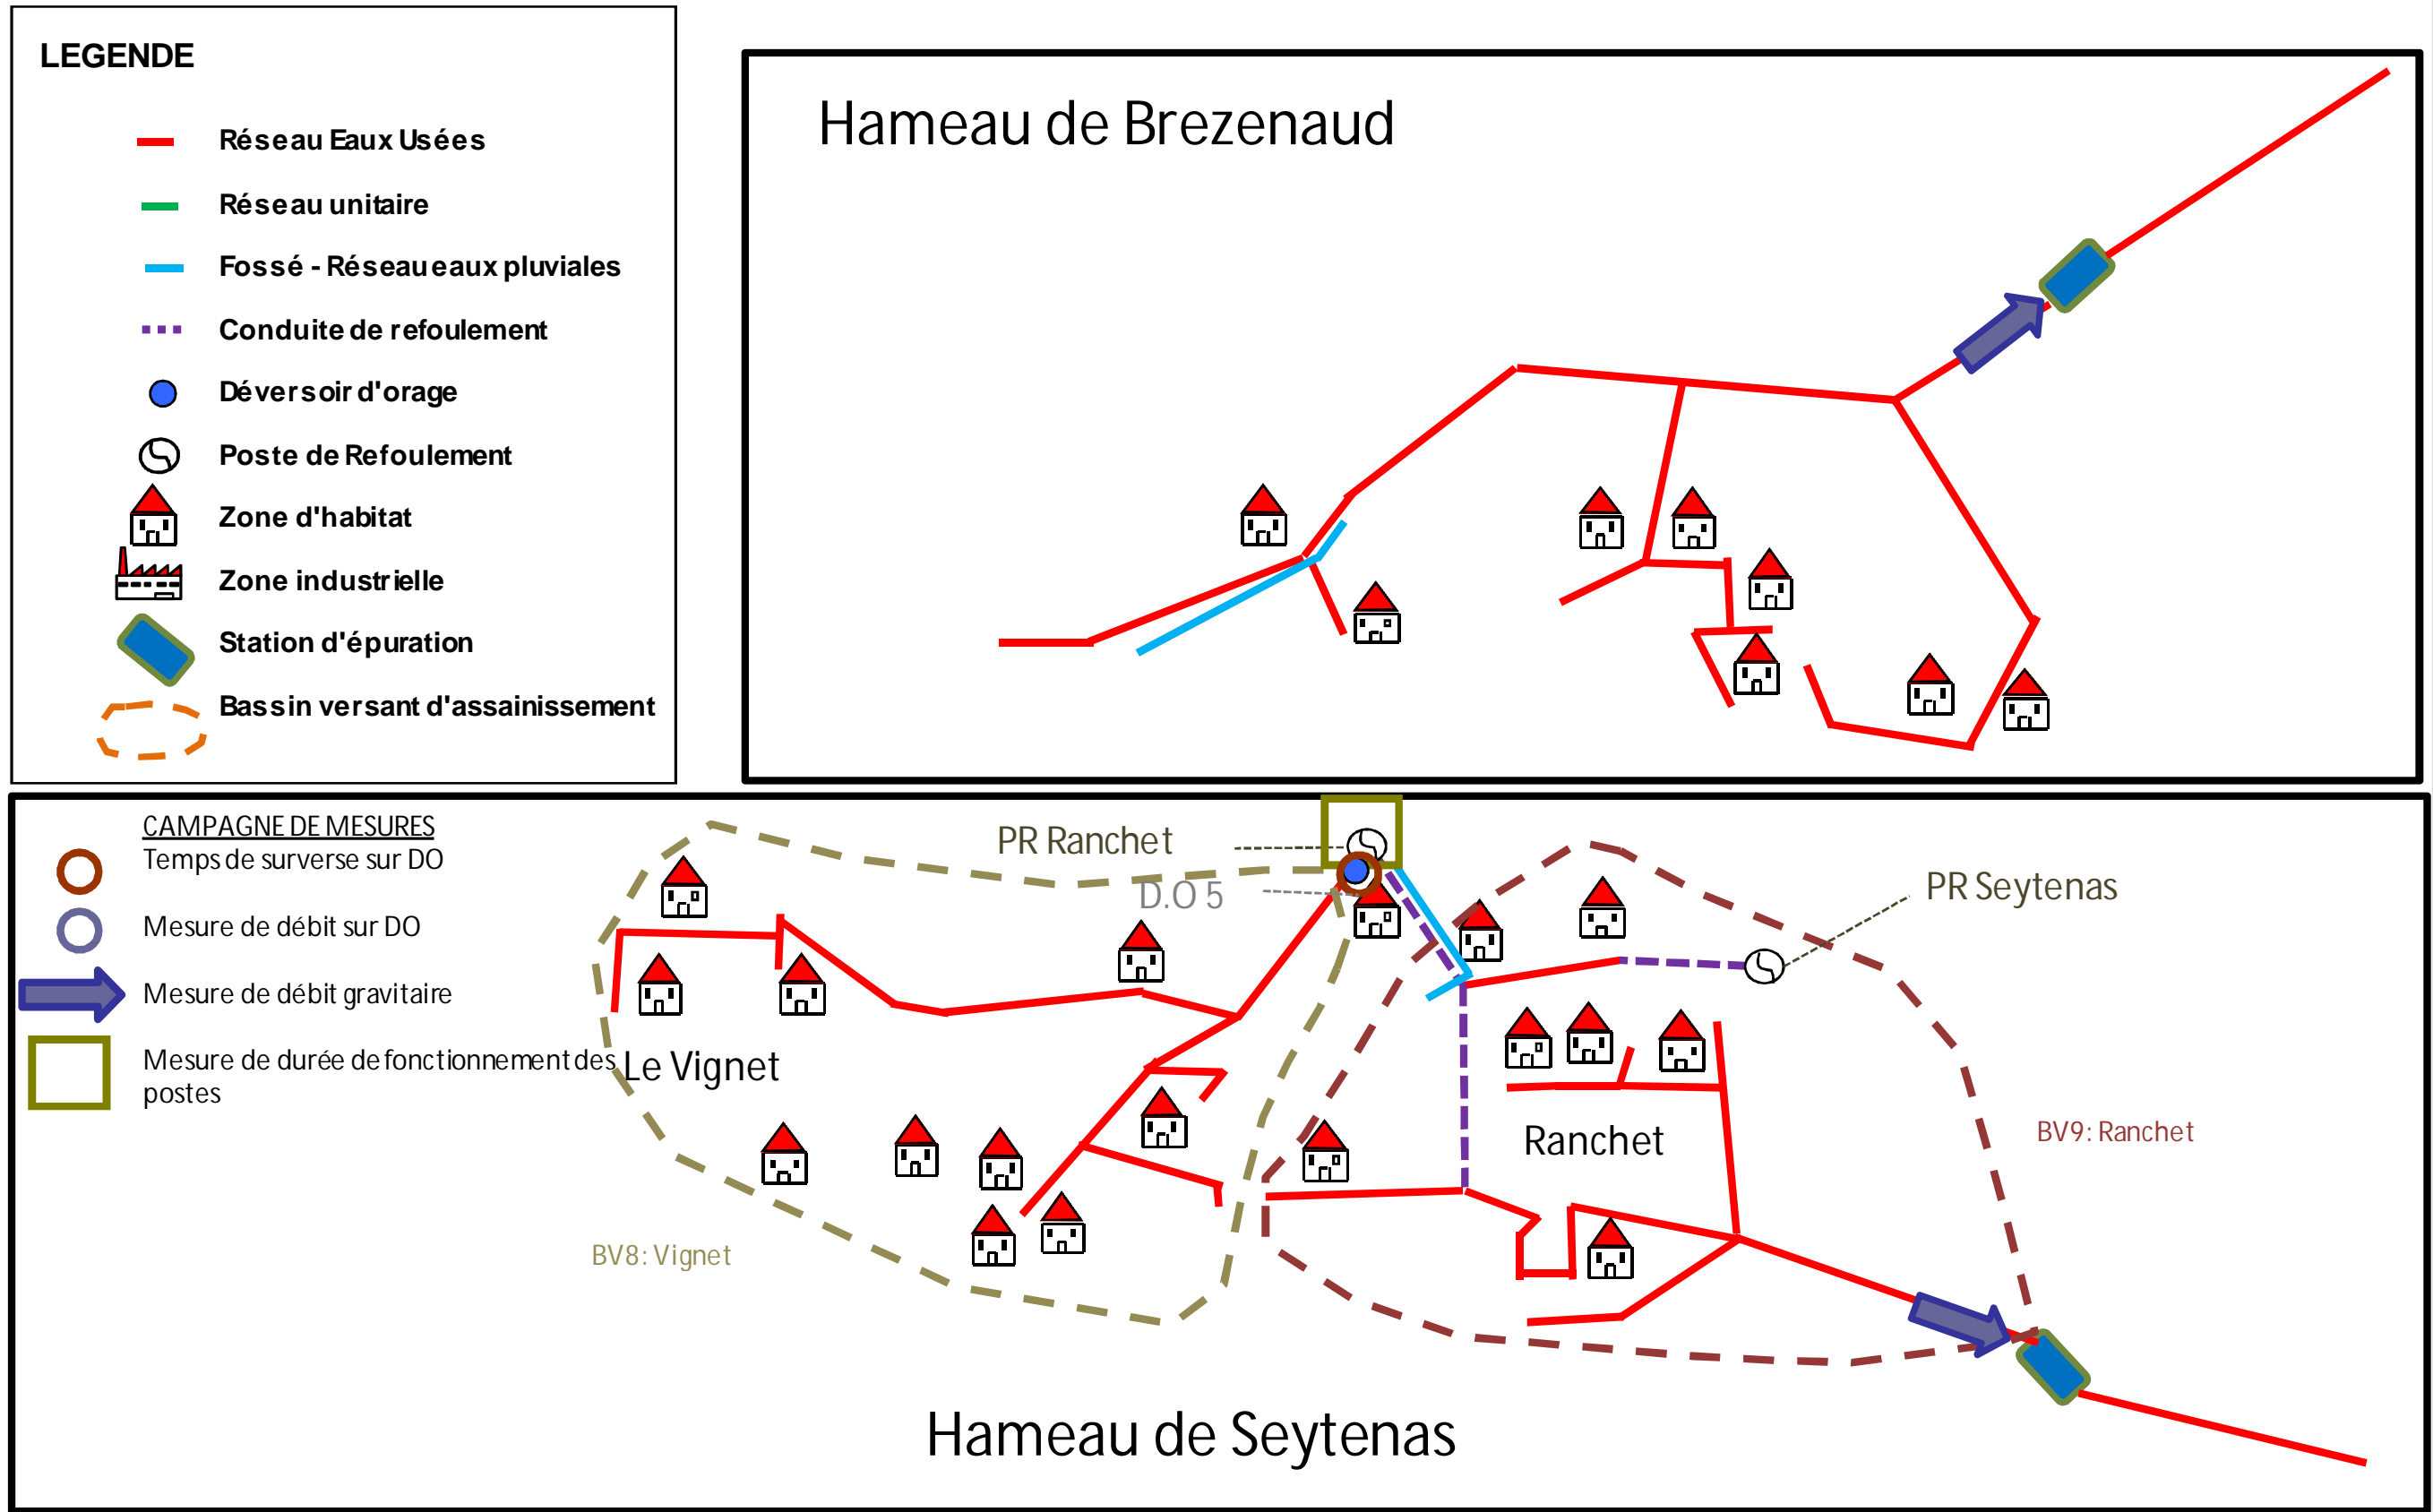 LEGENDE
Réseau Eaux Usées
Réseau unitaire
Fossé - Réseau eaux pluviales
Conduite de refoulement
Déversoir d'orage
Poste de Refoulement
Zone d'habitat
Zone industrielle
Station d'épuration
Bassin versant d'assainissement
Hameau de Brezenaud
CAMPAGNE DE MESURES
Temps de surverse sur DO
Mesure de débit sur DO
Mesure de débit gravitaire
Mesure de durée de fonctionnement des
postes
PR Ranchet
D.O 5
PR Seytenas
Le Vignet
Ranchet
BV9: Ranchet
BV8: Vignet
Hameau de Seytenas